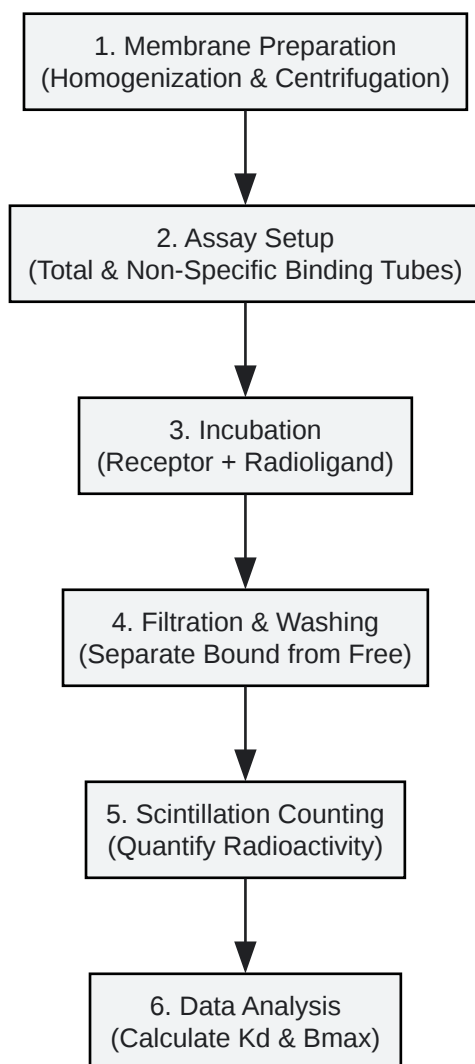 1. Membrane Preparation
(Homogenization & Centrifugation)
2. Assay Setup
(Total & Non-Specific Binding Tubes)
3. Incubation
(Receptor + Radioligand)
4. Filtration & Washing
(Separate Bound from Free)
5. Scintillation Counting
(Quantify Radioactivity)
6. Data Analysis
(Calculate Kd & Bmax)